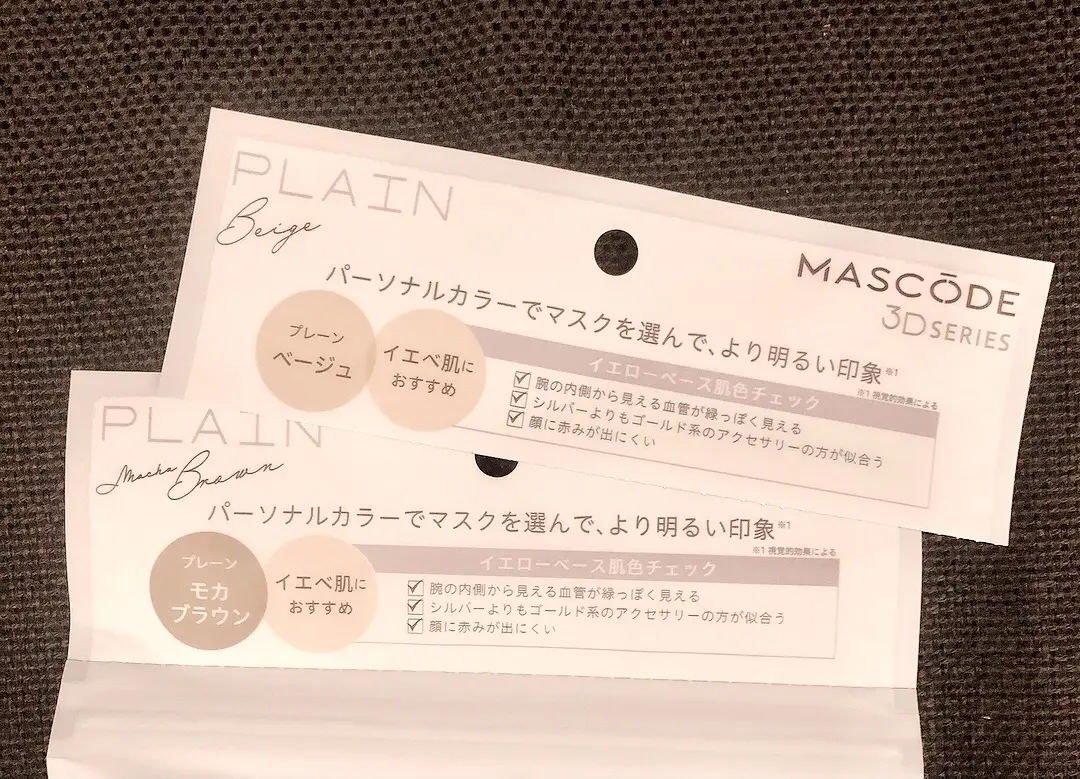 PLAIN
Beige
MASCŌDE
3D SERIES
パーソナルカラーでマスクを選んで、より明るい印象※1
※1 視覚的効果による
プレーン
ベージュ
イエベ肌に
おすすめ
イエローベース肌色チェック
腕の内側から見える血管が緑っぽく見える
シルバーよりもゴールド系のアクセサリーの方が似合う
顔に赤みが出にくい
PLAIN
Mocha Brown
パーソナルカラーでマスクを選んで、より明るい印象※1
※1 視覚的効果による
プレーン
モカ
ブラウン
イエベ肌に
おすすめ
イエローベース肌色チェック
腕の内側から見える血管が緑っぽく見える
シルバーよりもゴールド系のアクセサリーの方が似合う
顔に赤みが出にくい